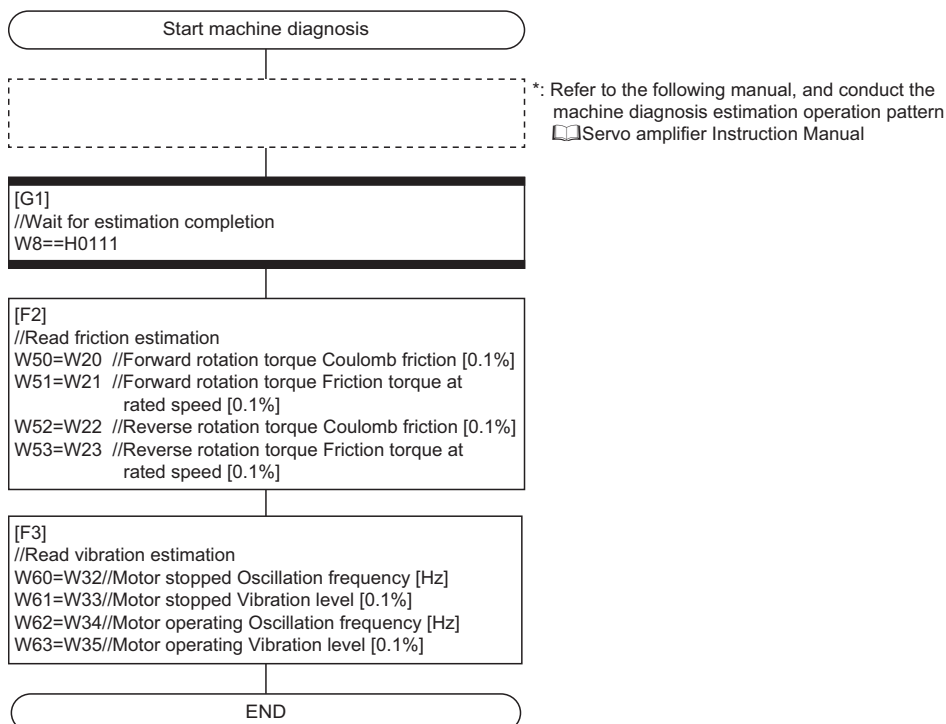 Start machine diagnosis
*: Refer to the following manual, and conduct the
machine diagnosis estimation operation pattern
Servo amplifier Instruction Manual
[G1]
//Wait for estimation completion
W8==H0111
[F2]
//Read friction estimation
W50=W20 //Forward rotation torque Coulomb friction [0.1%]
W51=W21 //Forward rotation torque Friction torque at
rated speed [0.1%]
W52=W22 //Reverse rotation torque Coulomb friction [0.1%]
W53=W23 //Reverse rotation torque Friction torque at
rated speed [0.1%]
[F3]
//Read vibration estimation
W60=W32//Motor stopped Oscillation frequency [Hz]
W61=W33//Motor stopped Vibration level [0.1%]
W62=W34//Motor operating Oscillation frequency [Hz]
W63=W35//Motor operating Vibration level [0.1%]
END